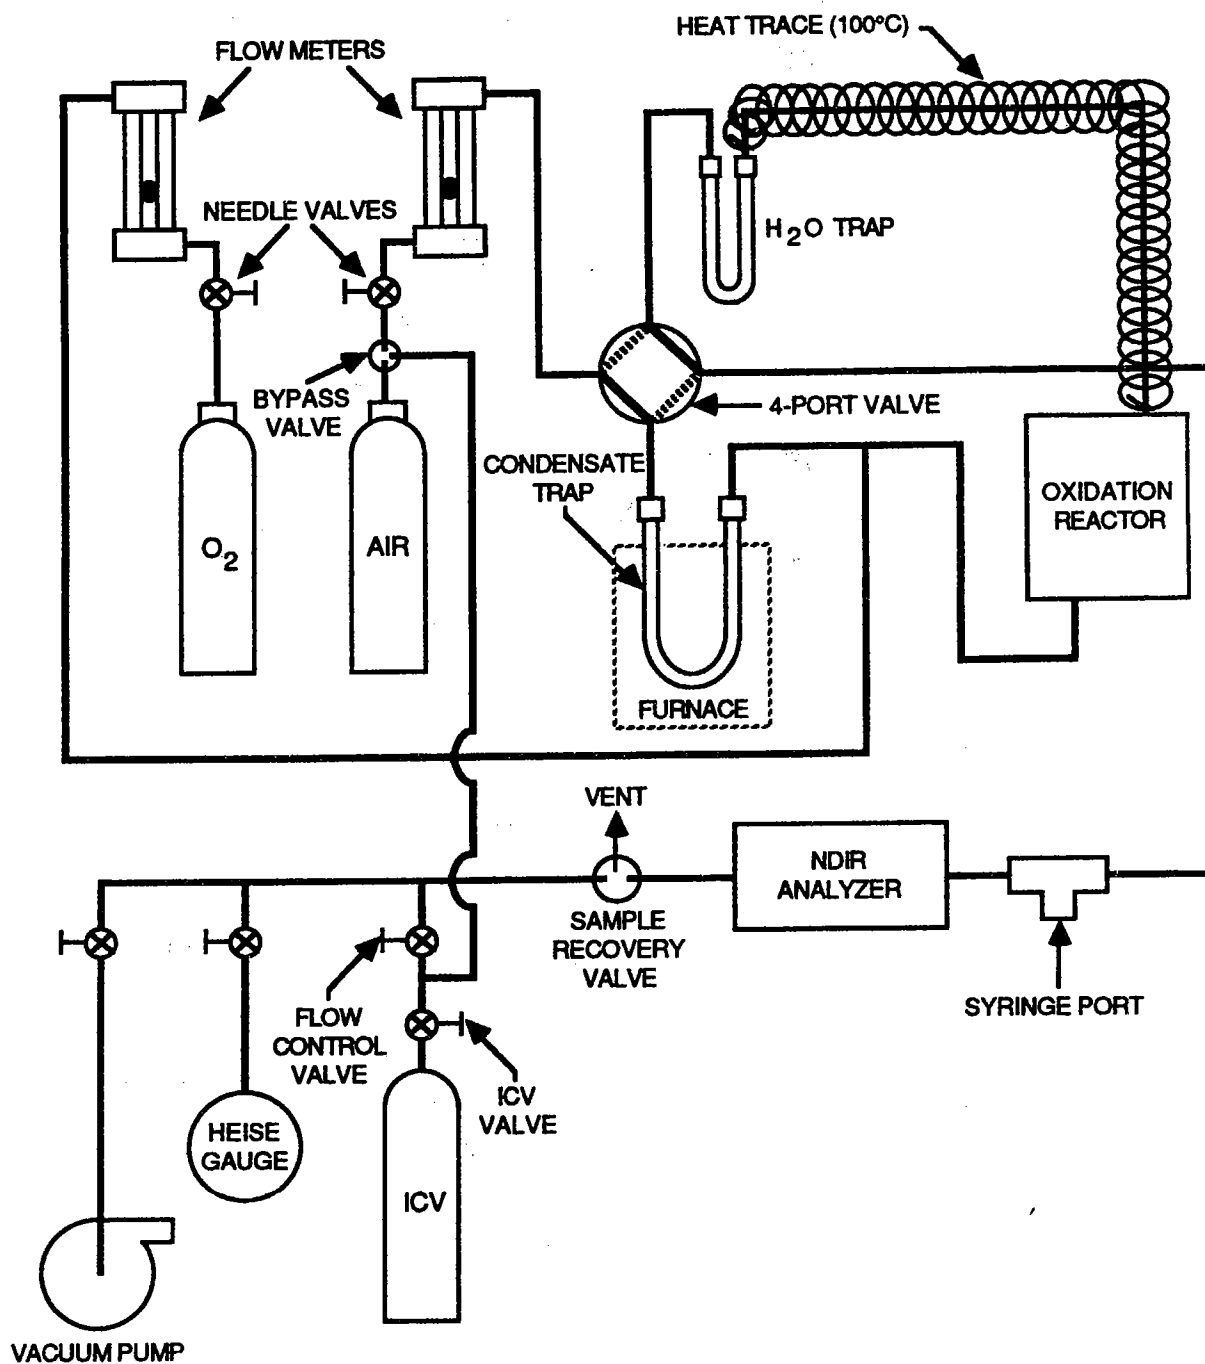 HEAT TRACE (100°C)
FLOW METERS
NEEDLE VALVES
H2O TRAP
BYPASS
VALVE
4-PORT VALVE
CONDENSATE
TRAP
OXIDATION
REACTOR
O2
AIR
FURNACE
VENT
NDIR
ANALYZER
SAMPLE
RECOVERY
VALVE
SYRINGE PORT
FLOW
CONTROL
VALVE
ICV
VALVE
HEISE
GAUGE
ICV
VACUUM PUMP